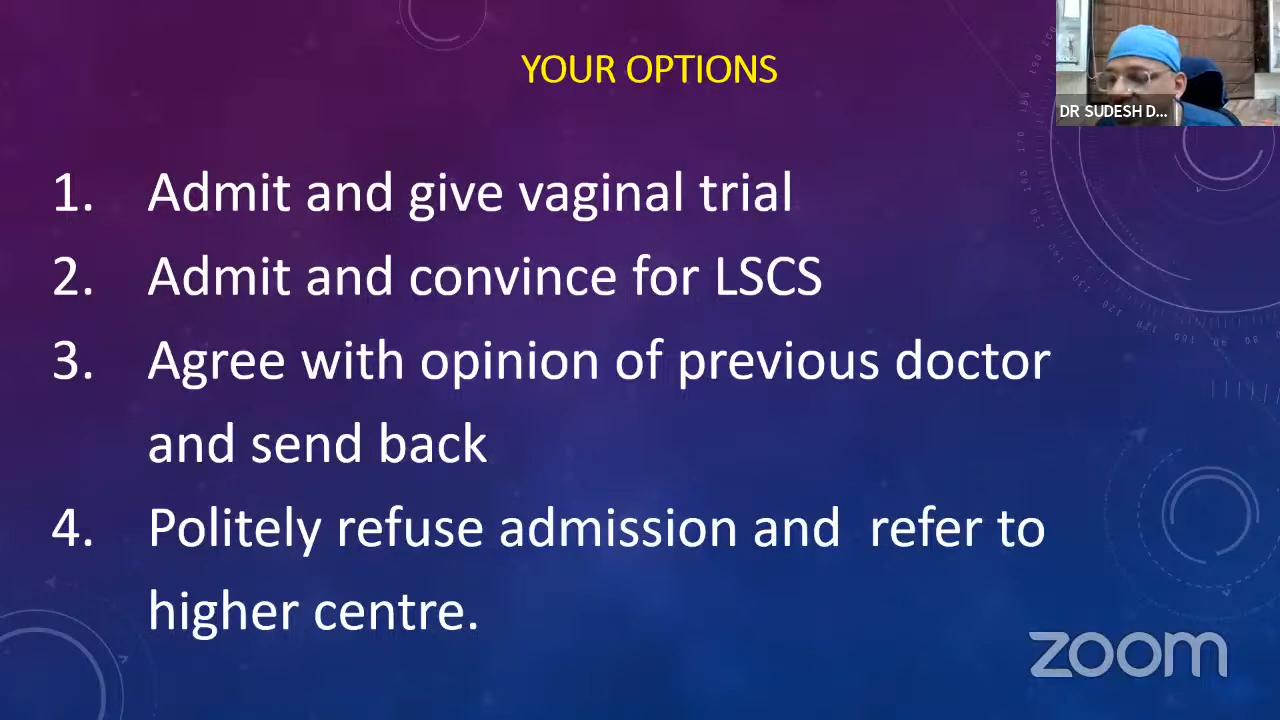 YOUR OPTIONS
DR SUDESH D...
1. Admit and give vaginal trial
2. Admit and convince for LSCS
3. Agree with opinion of previous doctor
and send back
4. Politely refuse admission and refer to
higher centre.
zoom